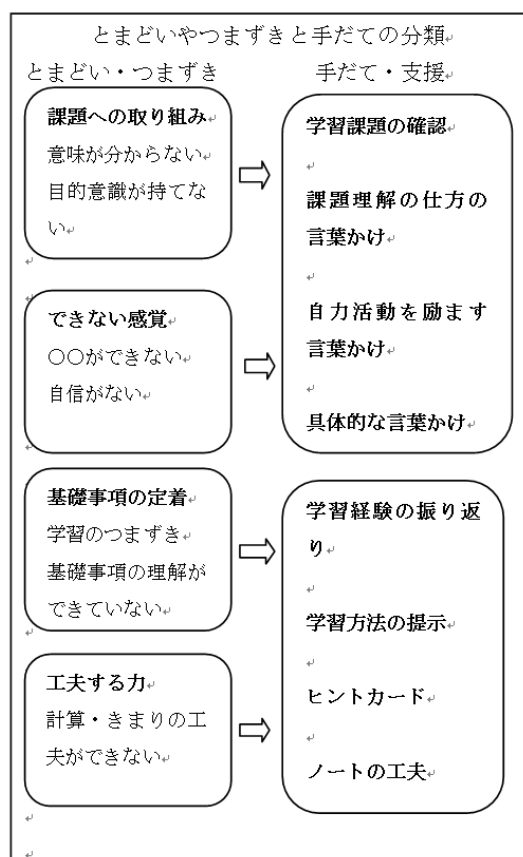 とまどいやつまずきと手だての分類
とまどい・つまずき
手だて・支援
課題への取り組み
意味が分からない
目的意識が持てな
い
できない感覚
〇〇ができない
自信がない
学習課題の確認
課題理解の仕方の
言葉かけ
自力活動を励ます
言葉かけ
具体的な言葉かけ
基礎事項の定着
学習のつまずき
基礎事項の理解が
できていない
工夫する力
計算・きまりの工
夫ができない
学習経験の振り返
り
学習方法の提示
ヒントカード
ノートの工夫